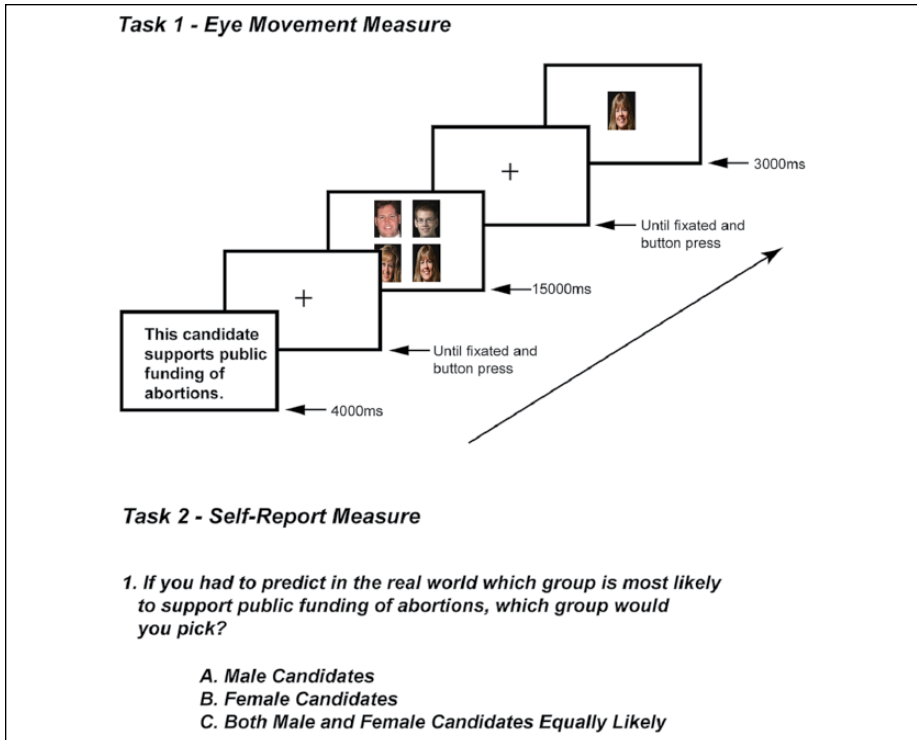 Task 1 - Eye Movement Measure
3000ms
Until fixated and
button press
15000ms
This candidate
supports public
funding of
abortions.
Until fixated and
button press
4000ms
Task 2 - Self-Report Measure
1. If you had to predict in the real world which group is most likely
to support public funding of abortions, which group would
you pick?
A. Male Candidates
B. Female Candidates
C. Both Male and Female Candidates Equally Likely